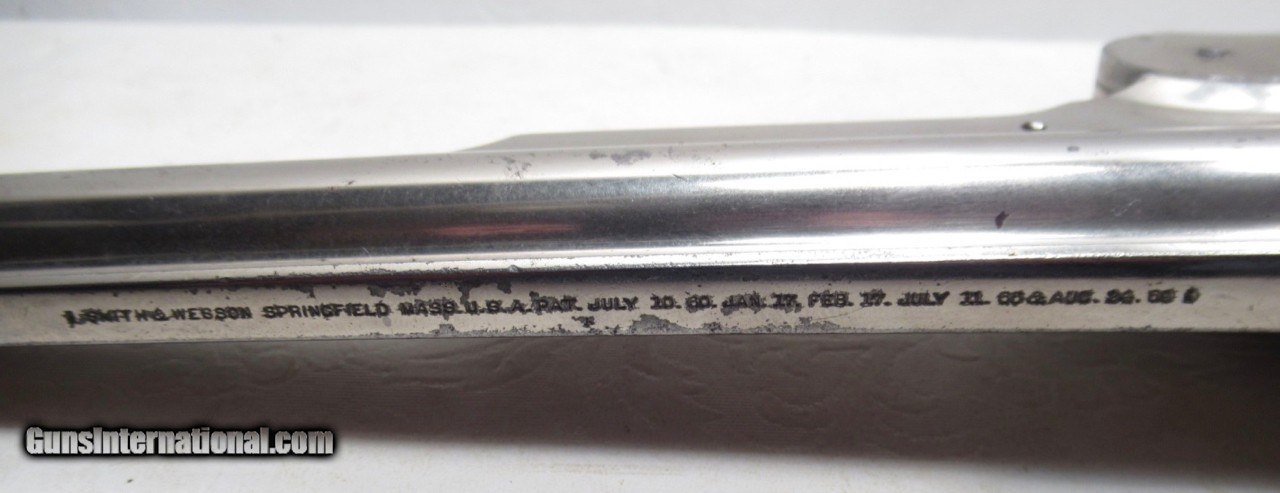 SMITH & WESSON SPRINGFIELD MASS. U.S.A. PAT. JULY 10. 60. JAN. 17, FEB. 17. JULY 11. 65 & AUG. 24. 69
GunsInternational.com